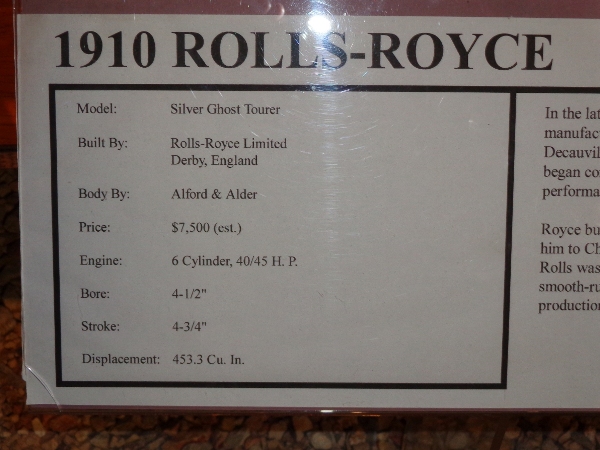 1910 ROLLS-ROYCE
Model: Silver Ghost Tourer
Built By: Rolls-Royce Limited
Derby, England
Body By: Alford & Alder
Price: $7,500 (est.)
Engine: 6 Cylinder, 40/45 H. P.
Bore: 4-1/2"
Stroke: 4-3/4"
Displacement: 453.3 Cu. In.
In the lat
manufac
Decauvil
began co
performa
Royce bu
him to Ch
Rolls was
smooth-ru
production